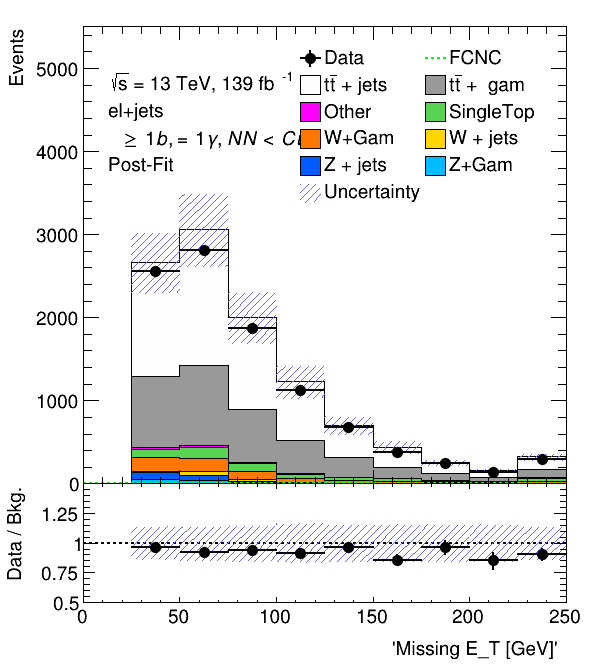 Events
5000
4000
3000
2000
1000
0
√s = 13 TeV, 139 fb⁻¹
el+jets
≥ 1b, = 1γ, NN <
Post-Fit
Data
FCNC
tt̄ + jets
tt̄ + gam
Other
SingleTop
W+Gam
W + jets
Z + jets
Z+Gam
Uncertainty
Data / Bkg.
1.25
1
0.75
0.5
0 50 100 150 200 250
'Missing E_T [GeV]'